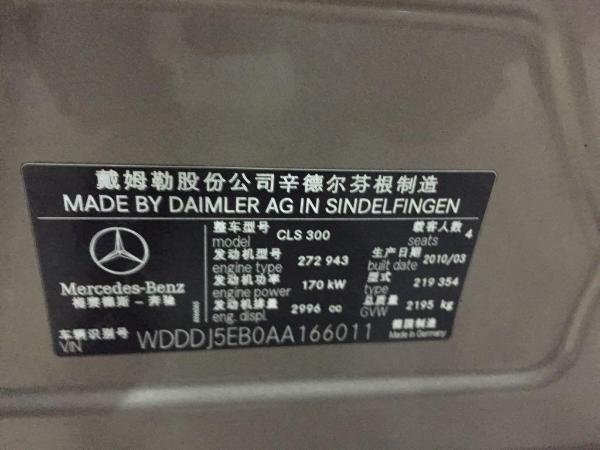 戴姆勒股份公司辛德尔芬根制造
MADE BY DAIMLER AG IN SINDELFINGEN
整车型号 model CLS 300 载客人数 seats 4
发动机型号 engine type 272 943 生产日期 built date 2010/03
发动机功率 engine power 170 kW 型式 type 219 354
发动机排量 eng. displ. 2996 cc 总质量 GVW 2195 kg
Mercedes-Benz
梅赛德斯－奔驰
车辆识别号 VIN WDDDJ5EB0AA166011 德国制造 Made in Germany